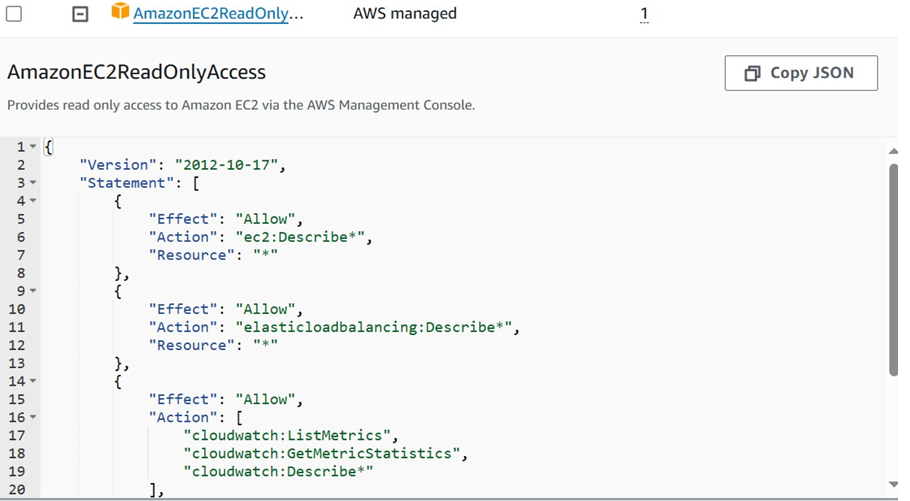 AmazonEC2ReadOnly... AWS managed 1
AmazonEC2ReadOnlyAccess Copy JSON
Provides read only access to Amazon EC2 via the AWS Management Console.
1 {
2 "Version": "2012-10-17",
3 "Statement": [
4 {
5 "Effect": "Allow",
6 "Action": "ec2:Describe*",
7 "Resource": "*"
8 },
9 {
10 "Effect": "Allow",
11 "Action": "elasticloadbalancing:Describe*",
12 "Resource": "*"
13 },
14 {
15 "Effect": "Allow",
16 "Action": [
17 "cloudwatch:ListMetrics",
18 "cloudwatch:GetMetricStatistics",
19 "cloudwatch:Describe*"
20 ],